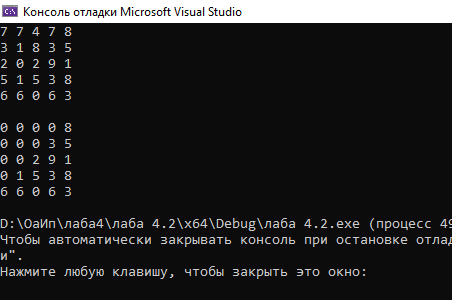 Консоль отладки Microsoft Visual Studio
7 7 4 7 8
3 1 8 3 5
2 0 2 9 1
5 1 5 3 8
6 6 0 6 3
0 0 0 0 8
0 0 0 3 5
0 0 2 9 1
0 1 5 3 8
6 6 0 6 3
D:\ОаИп\лаба4\лаба 4.2\x64\Debug\лаба 4.2.exe (процесс 49
Чтобы автоматически закрывать консоль при остановке отлад
и".
Нажмите любую клавишу, чтобы закрыть это окно: